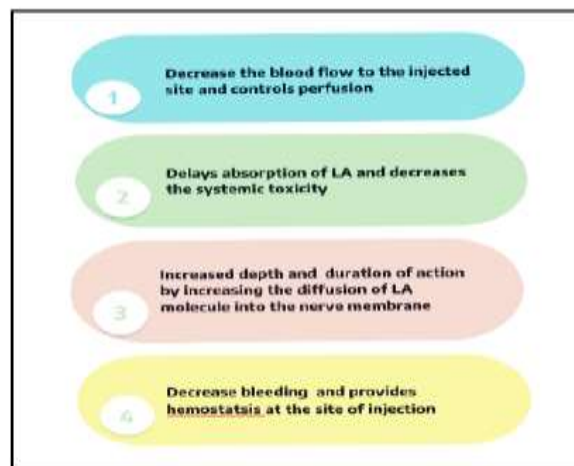 1
Decrease the blood flow to the injected
site and controls perfusion
2
Delays absorption of LA and decreases
the systemic toxicity
3
Increased depth and duration of action
by increasing the diffusion of LA
molecule into the nerve membrane
4
Decrease bleeding and provides
hemostatsis at the site of injection